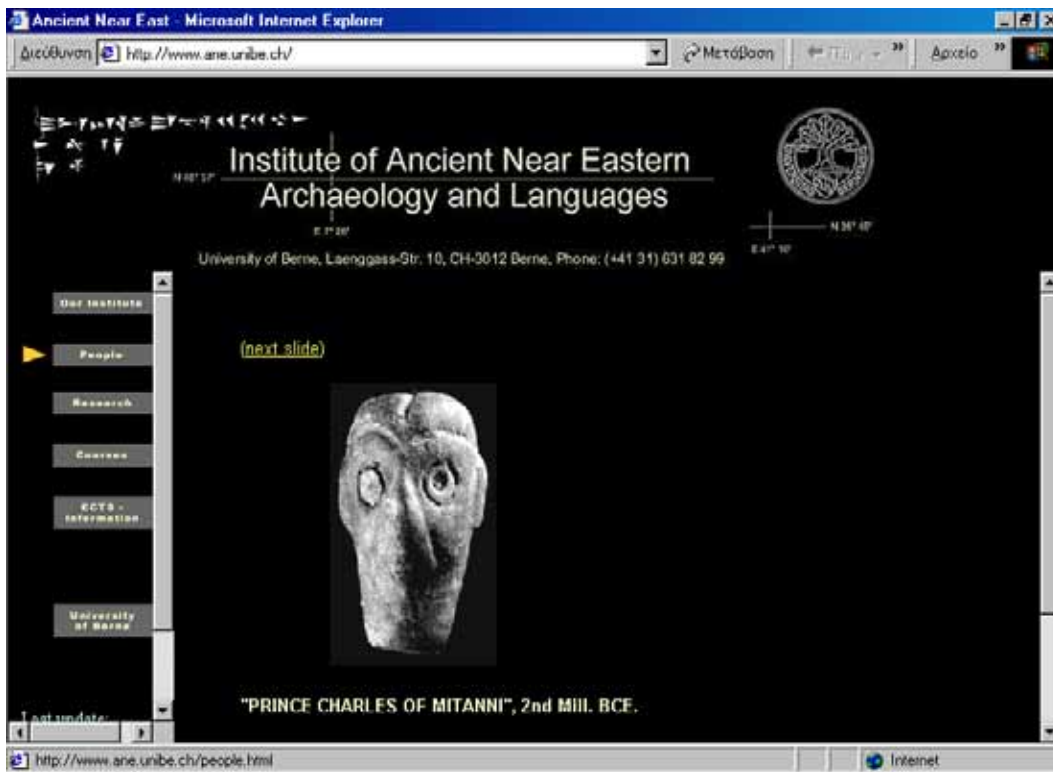 Ancient Near East - Microsoft Internet Explorer
Διεύθυνση http://www.ane.unibe.ch/ Μετάβαση » Αρχείο »
Institute of Ancient Near Eastern
Archaeology and Languages
University of Berne, Laenggass-Str. 10, CH-3012 Berne, Phone: (+41 31) 631 82 99
Our Institute
People
Research
Courses
ECTS -
Information
University
of Berne
Last update:
(next slide)
"PRINCE CHARLES OF MITANNI", 2nd Mill. BCE.
http://www.ane.unibe.ch/people.html Internet